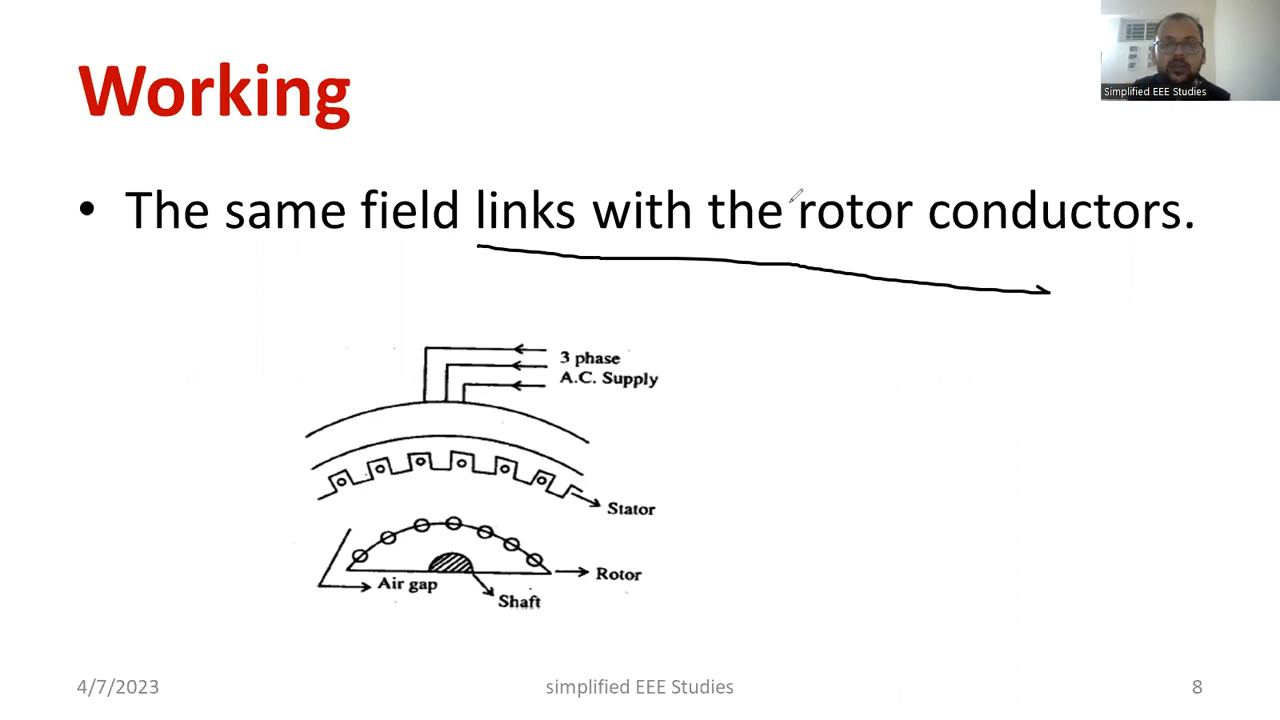 Simplified EEE Studies
Working
• The same field links with the rotor conductors.
3 phase
A.C. Supply
Stator
Rotor
Air gap
Shaft
4/7/2023
simplified EEE Studies
8